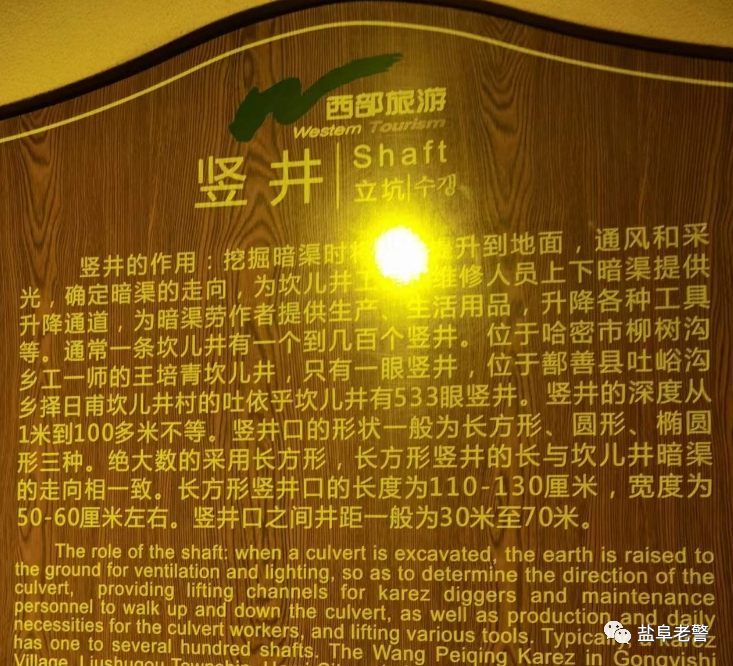 西部旅游
Western Tourism
竖井
Shaft
立坑 수갱
竖井的作用：挖掘暗渠时 提升到地面，通风和采
光，确定暗渠的走向，为坎儿井 维修人员上下暗渠提供
升降通道，为暗渠劳作者提供生产、生活用品，升降各种工具
等。通常一条坎儿井有一个到几百个竖井。位于哈密市柳树沟
乡工一师的王培青坎儿井，只有一眼竖井，位于鄯善县吐峪沟
乡择日甫坎儿井村的吐依乎坎儿井有533眼竖井。竖井的深度从
1米到100多米不等。竖井口的形状一般为长方形、圆形、椭圆
形三种。绝大数的采用长方形，长方形竖井的长与坎儿井暗渠
的走向相一致。长方形竖井口的长度为110-130厘米，宽度为
50-60厘米左右。竖井口之间井距一般为30米至70米。
The role of the shaft: when a culvert is excavated, the earth is raised to
the ground for ventilation and lighting, so as to determine the direction of the
culvert, providing lifting channels for karez diggers and maintenance
personnel to walk up and down the culvert, as well as production and daily
necessities for the culvert workers, and lifting various tools. Typically, a karez
has one to several hundred shafts. The Wang Peiqing Karez in Gongyishi
Village, Liushugou Township,
盐阜老警